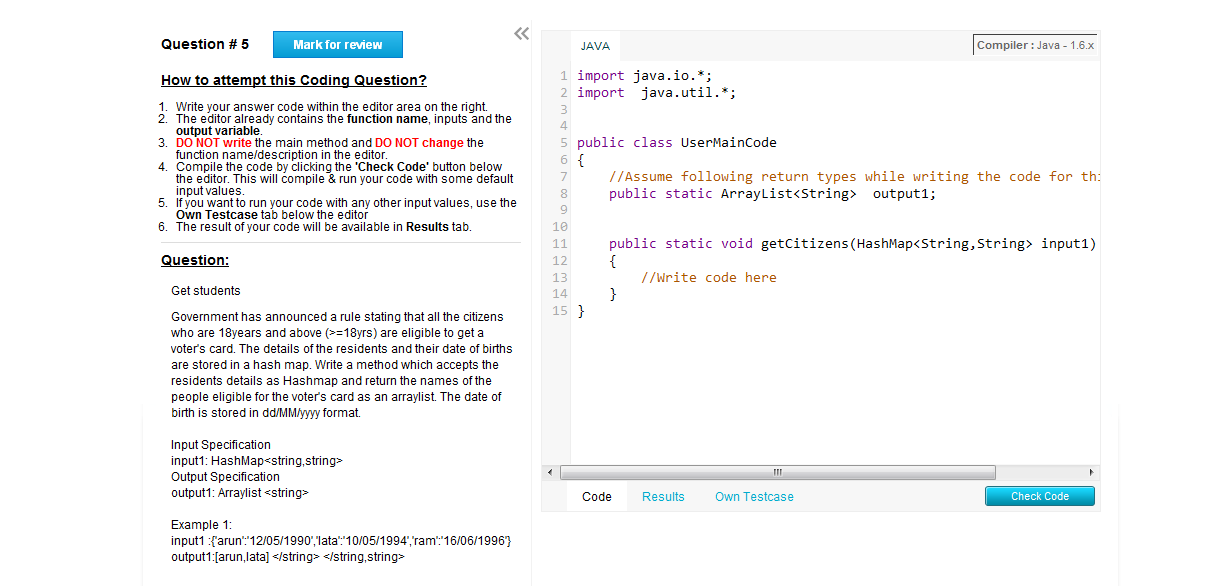 Question # 5
Mark for review
How to attempt this Coding Question?
1. Write your answer code within the editor area on the right.
2. The editor already contains the function name, inputs and the
output variable.
3. DO NOT write the main method and DO NOT change the
function name/description in the editor.
4. Compile the code by clicking the 'Check Code' button below
the editor. This will compile & run your code with some default
input values.
5. If you want to run your code with any other input values, use the
Own Testcase tab below the editor
6. The result of your code will be available in Results tab.
Question:
Get students
Government has announced a rule stating that all the citizens
who are 18years and above (>=18yrs) are eligible to get a
voter's card. The details of the residents and their date of births
are stored in a hash map. Write a method which accepts the
residents details as Hashmap and return the names of the
people eligible for the voter's card as an arraylist. The date of
birth is stored in dd/MM/yyyy format.
Input Specification
input1: HashMap<string,string>
Output Specification
output1: Arraylist <string>
Example 1:
input1 :{'arun':'12/05/1990','lata':'10/05/1994','ram':'16/06/1996'}
output1:[arun,lata] </string> </string,string>
«
JAVA
Compiler : Java - 1.6.x
1 import java.io.*;
2 import  java.util.*;
3
4
5 public class UserMainCode
6 {
7     //Assume following return types while writing the code for thi
8     public static ArrayList<String>  output1;
9
10
11     public static void getCitizens(HashMap<String,String> input1)
12     {
13         //Write code here
14     }
15 }
Code
Results
Own Testcase
Check Code